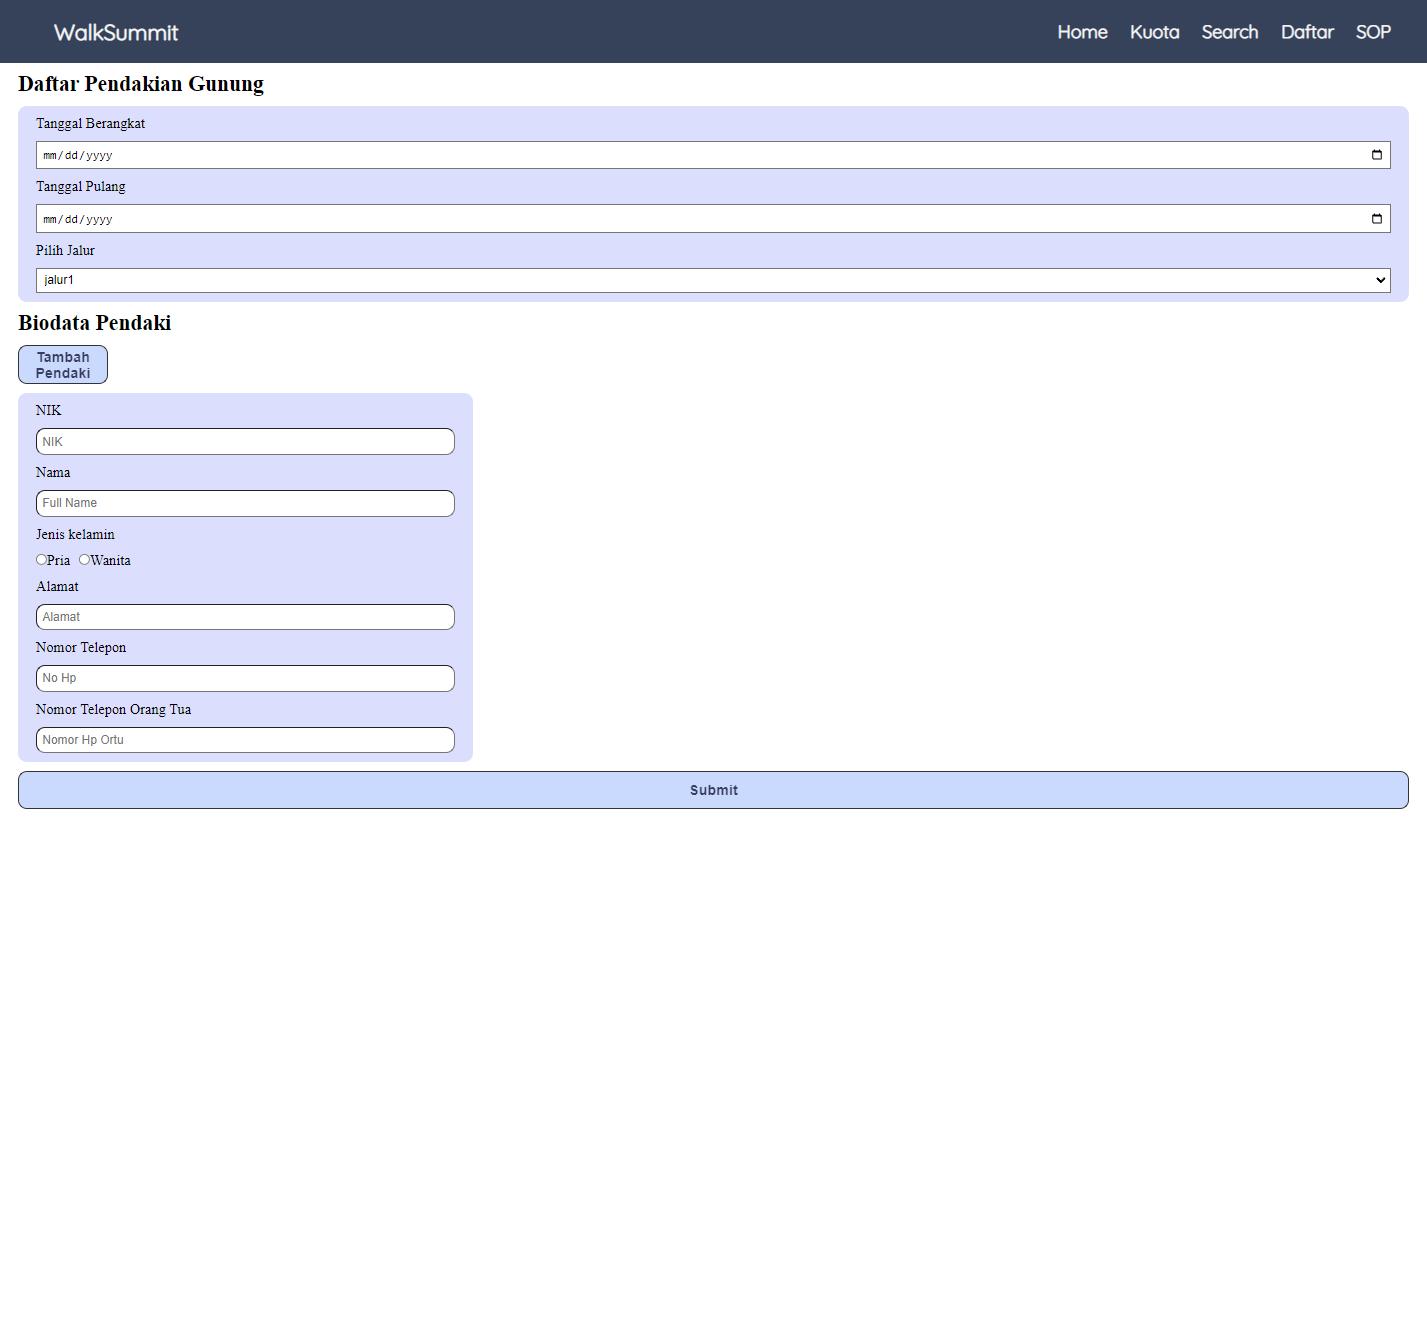 WalkSummit
Home Kuota Search Daftar SOP
Daftar Pendakian Gunung
Tanggal Berangkat
mm/dd/yyyy
Tanggal Pulang
mm/dd/yyyy
Pilih Jalur
jalur1
Biodata Pendaki
Tambah
Pendaki
NIK
NIK
Nama
Full Name
Jenis kelamin
Pria Wanita
Alamat
Alamat
Nomor Telepon
No Hp
Nomor Telepon Orang Tua
Nomor Hp Ortu
Submit